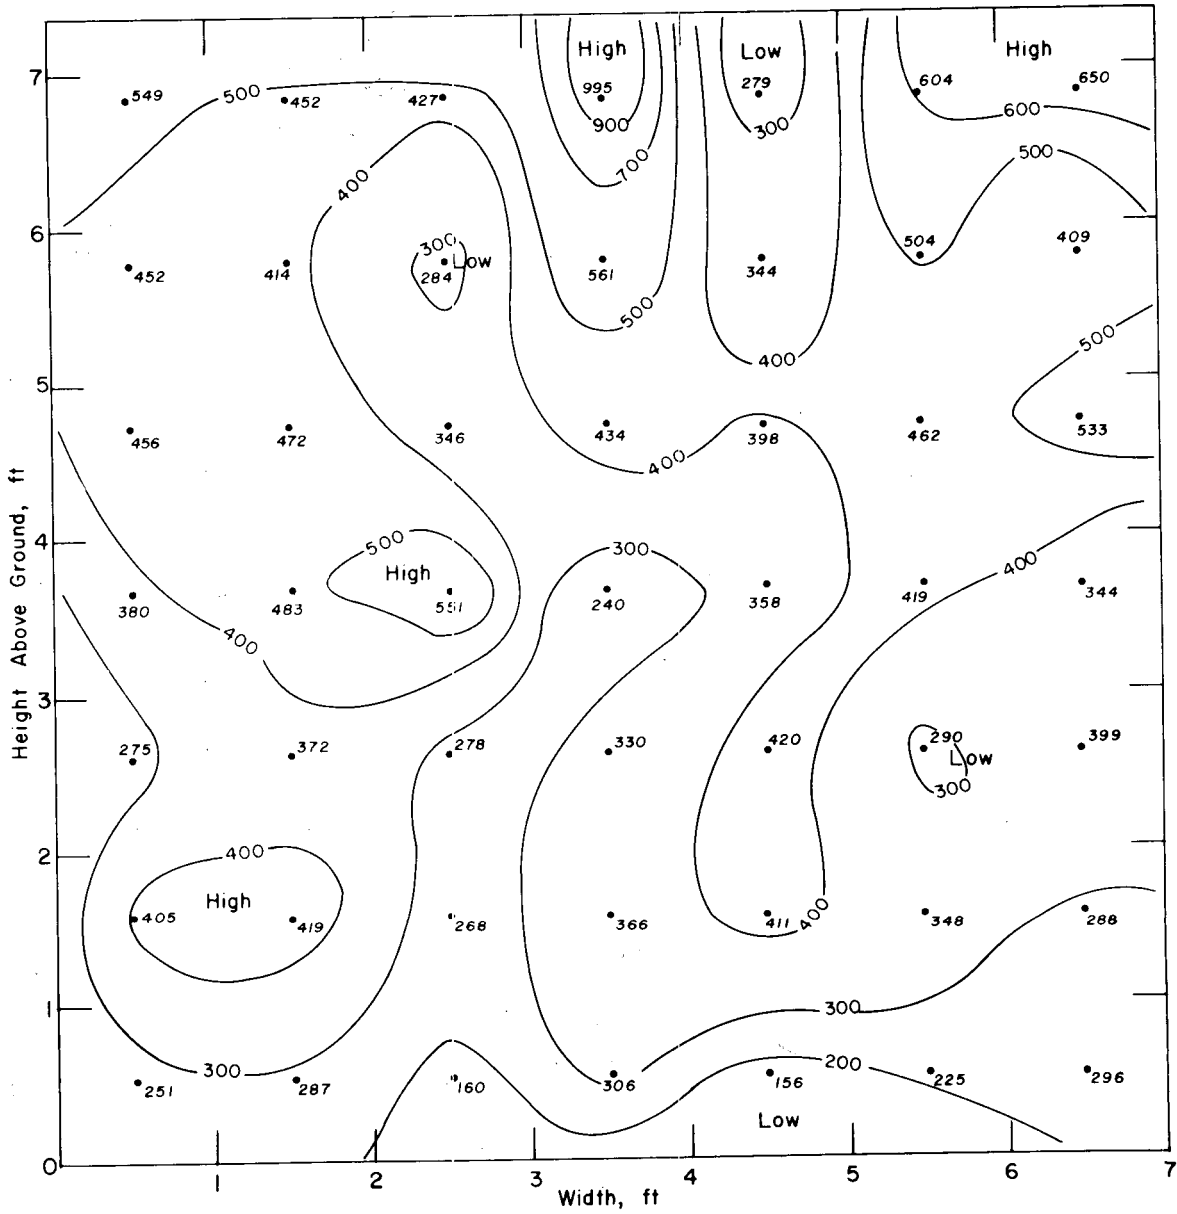 High Low High
7
549 500 452 427 995 279 604 650
900 300 600
400 700 500
6
452 414 300 Low 284 561 344 504 409
500 400 500
5
456 472 346 434 398 462 533
400
4
500 300 400
High
380 483 551 240 358 419 344
400
3
275 372 278 330 420 290 399
Low
300
2
400
High
405 419 268 366 411 400 348 288
1
300
300 200
251 287 160 306 156 225 296
Low
0
1 2 3 4 5 6 7
Width, ft
Height Above Ground, ft